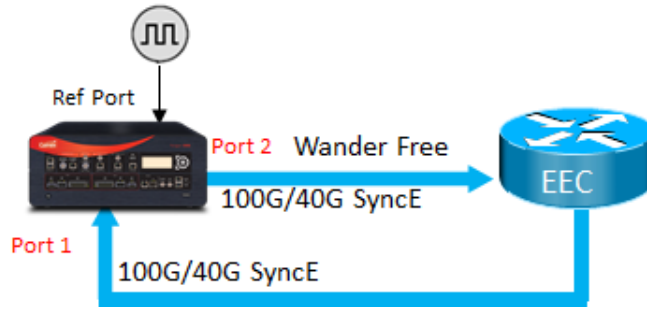 Ref Port
Port 2 Wander Free
100G/40G SyncE
EEC
Port 1
100G/40G SyncE